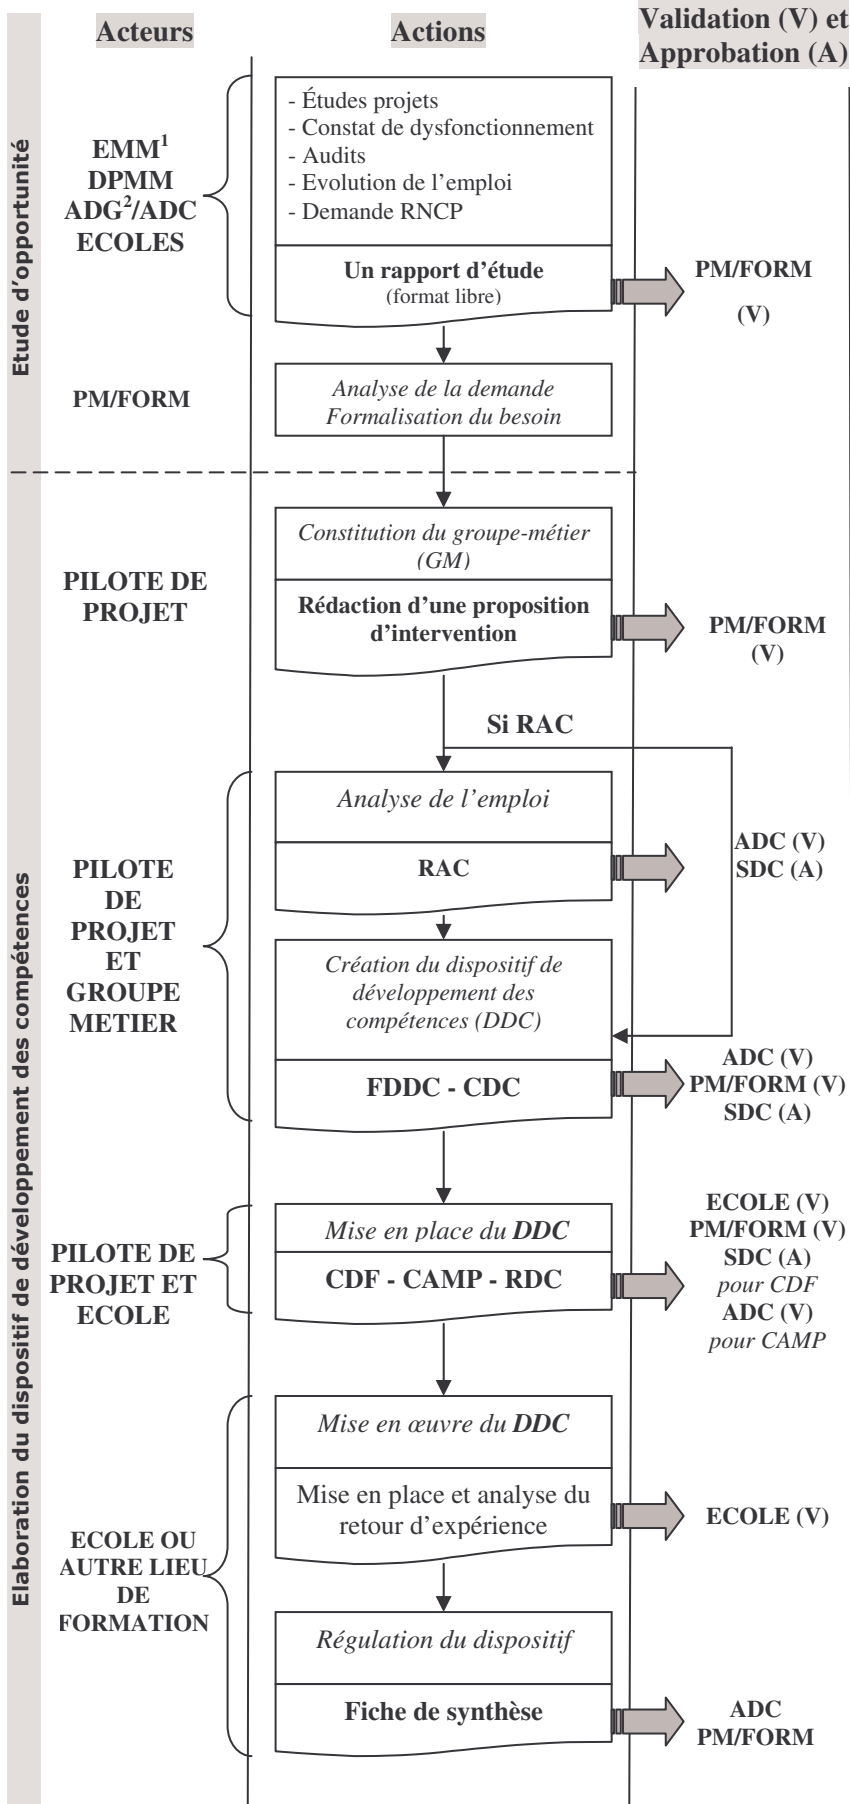 Acteurs
Actions
Validation (V) et
Approbation (A)
Etude d'opportunité
EMM1
DPMM
ADG2/ADC
ECOLES
- Études projets
- Constat de dysfonctionnement
- Audits
- Evolution de l'emploi
- Demande RNCP
Un rapport d'étude
(format libre)
PM/FORM
(V)
PM/FORM
Analyse de la demande
Formalisation du besoin
Elaboration du dispositif de développement des compétences
PILOTE DE
PROJET
Constitution du groupe-métier
(GM)
Rédaction d'une proposition
d'intervention
PM/FORM
(V)
Si RAC
PILOTE
DE
PROJET
ET
GROUPE
METIER
Analyse de l'emploi
RAC
ADC (V)
SDC (A)
Création du dispositif de
développement des
compétences (DDC)
FDDC - CDC
ADC (V)
PM/FORM (V)
SDC (A)
PILOTE DE
PROJET ET
ECOLE
Mise en place du DDC
CDF - CAMP - RDC
ECOLE (V)
PM/FORM (V)
SDC (A)
pour CDF
ADC (V)
pour CAMP
ECOLE OU
AUTRE LIEU
DE
FORMATION
Mise en œuvre du DDC
Mise en place et analyse du
retour d'expérience
ECOLE (V)
Régulation du dispositif
Fiche de synthèse
ADC
PM/FORM